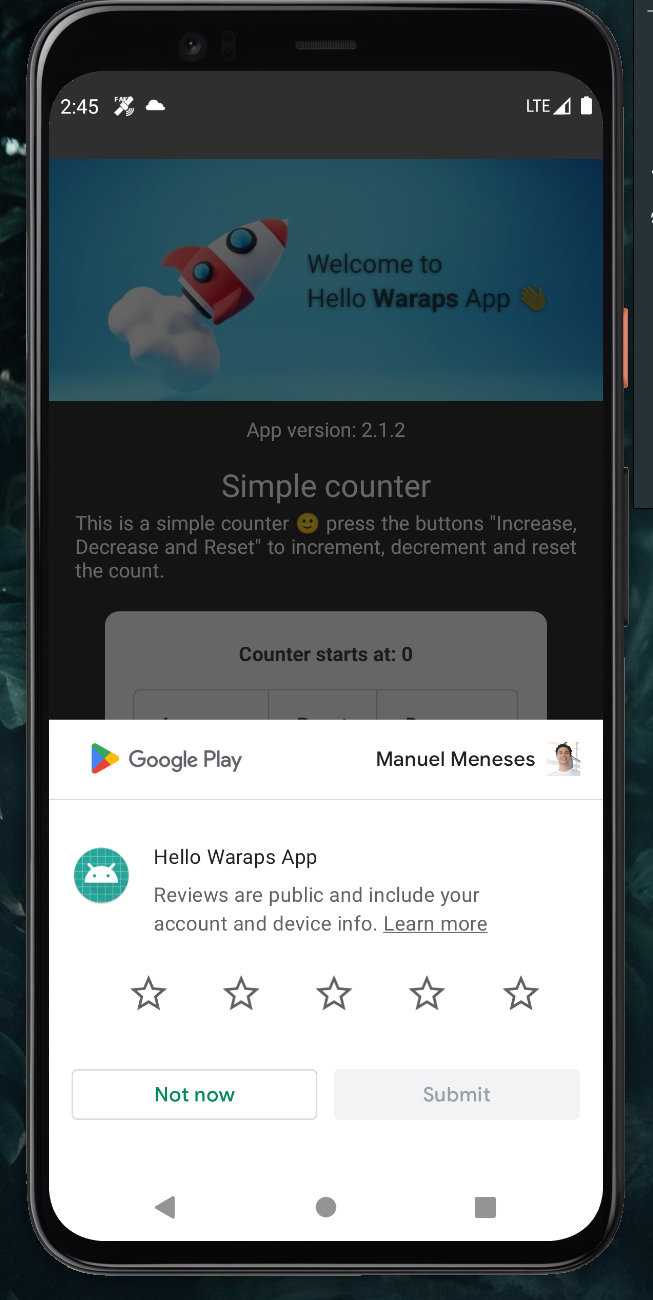 2:45
LTE
Welcome to
Hello Waraps App 👋
App version: 2.1.2
Simple counter
This is a simple counter 🙂 press the buttons "Increase,
Decrease and Reset" to increment, decrement and reset
the count.
Counter starts at: 0
Google Play
Manuel Meneses
Hello Waraps App
Reviews are public and include your
account and device info. Learn more
Not now
Submit